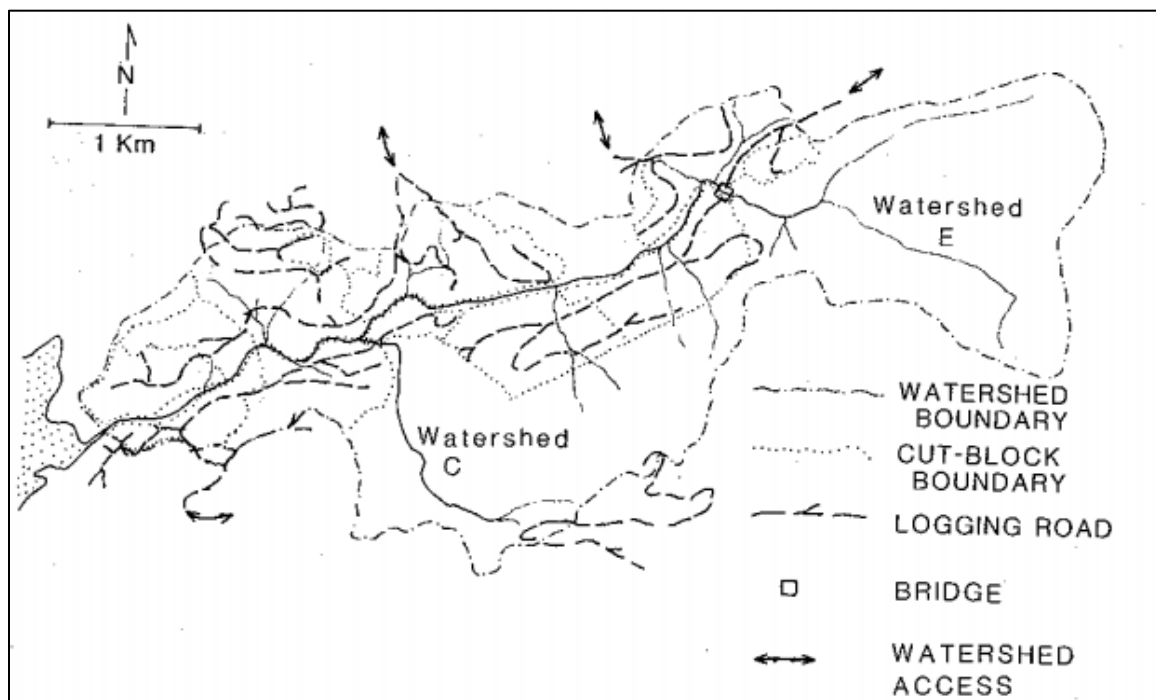 N
1 Km
Watershed
E
Watershed
C
WATERSHED
BOUNDARY
CUT-BLOCK
BOUNDARY
LOGGING ROAD
BRIDGE
WATERSHED
ACCESS